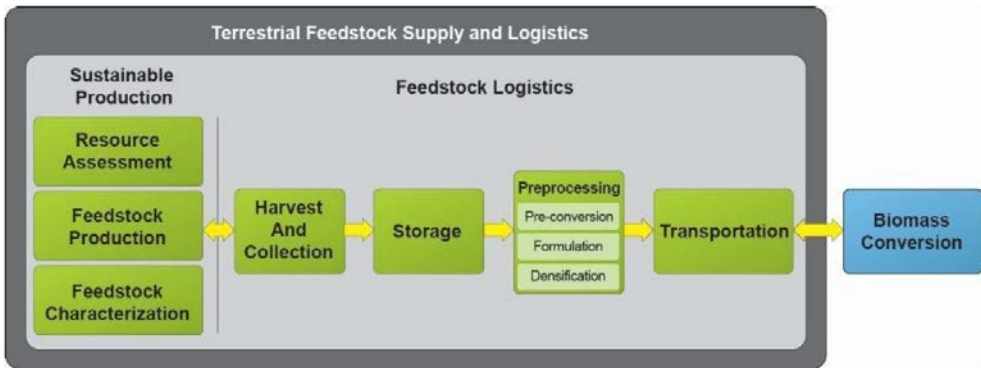 Terrestrial Feedstock Supply and Logistics
Sustainable
Production
Feedstock Logistics
Resource
Assessment
Feedstock
Production
Feedstock
Characterization
Harvest
And
Collection
Storage
Preprocessing
Pre-conversion
Formulation
Densification
Transportation
Biomass
Conversion